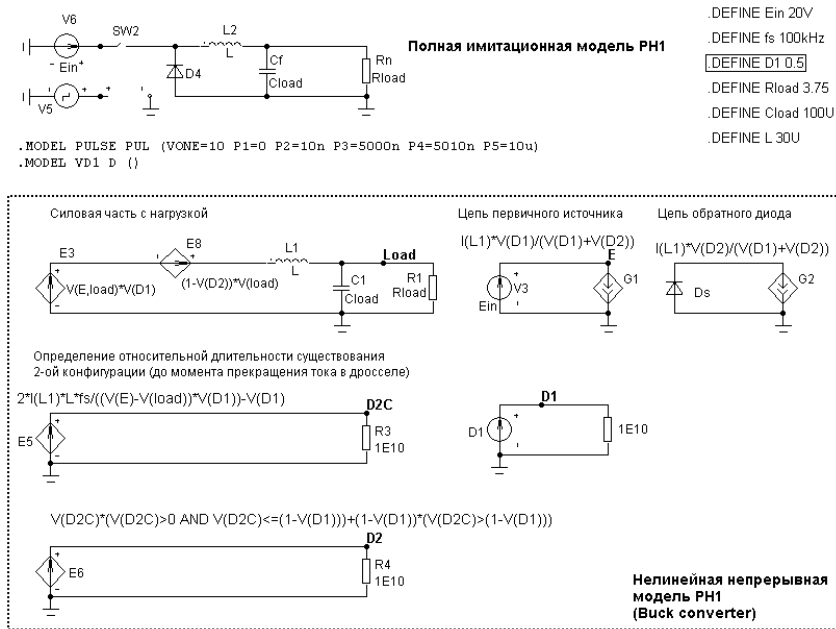 V6
SW2
L2
L
- Ein+
D4
Cf
Cload
Rn
Rload
V5
Полная имитационная модель РН1
.DEFINE Ein 20V
.DEFINE fs 100kHz
.DEFINE D1 0.5
.DEFINE Rload 3.75
.DEFINE Cload 100U
.DEFINE L 30U
.MODEL PULSE PUL (VONE=10 P1=0 P2=10n P3=5000n P4=5010n P5=10u)
.MODEL VD1 D ()
Силовая часть с нагрузкой
E3
V(E,load)*V(D1)
E8
(1-V(D2))*V(load)
L1
L
Load
C1
Cload
R1
Rload
Цепь первичного источника
I(L1)*V(D1)/(V(D1)+V(D2))
E
V3
Ein
G1
Цепь обратного диода
I(L1)*V(D2)/(V(D1)+V(D2))
Ds
G2
Определение относительной длительности существования
2-ой конфигурации (до момента прекращения тока в дросселе)
2*I(L1)*L*fs/((V(E)-V(load))*V(D1))-V(D1)
D2C
E5
R3
1E10
D1
D1
1E10
V(D2C)*(V(D2C)>0 AND V(D2C)<=(1-V(D1)))+(1-V(D1))*(V(D2C)>(1-V(D1)))
D2
E6
R4
1E10
Нелинейная непрерывная
модель РН1
(Buck converter)